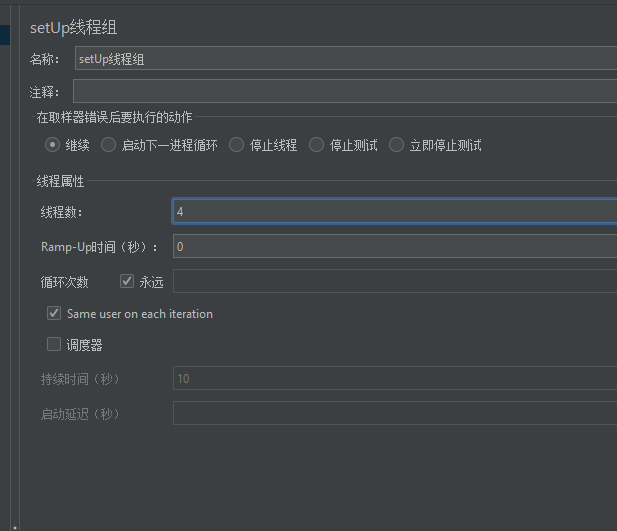 setUp线程组
名称： setUp线程组
注释：
在取样器错误后要执行的动作
继续 启动下一进程循环 停止线程 停止测试 立即停止测试
线程属性
线程数： 4
Ramp-Up时间（秒）： 0
循环次数 永远
Same user on each iteration
调度器
持续时间（秒） 10
启动延迟（秒）